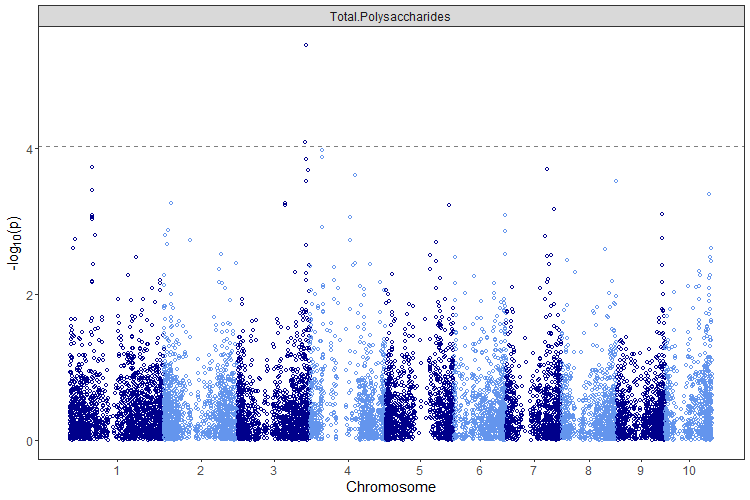 Total.Polysaccharides
-log10(p)
4
2
0
1 2 3 4 5 6 7 8 9 10
Chromosome